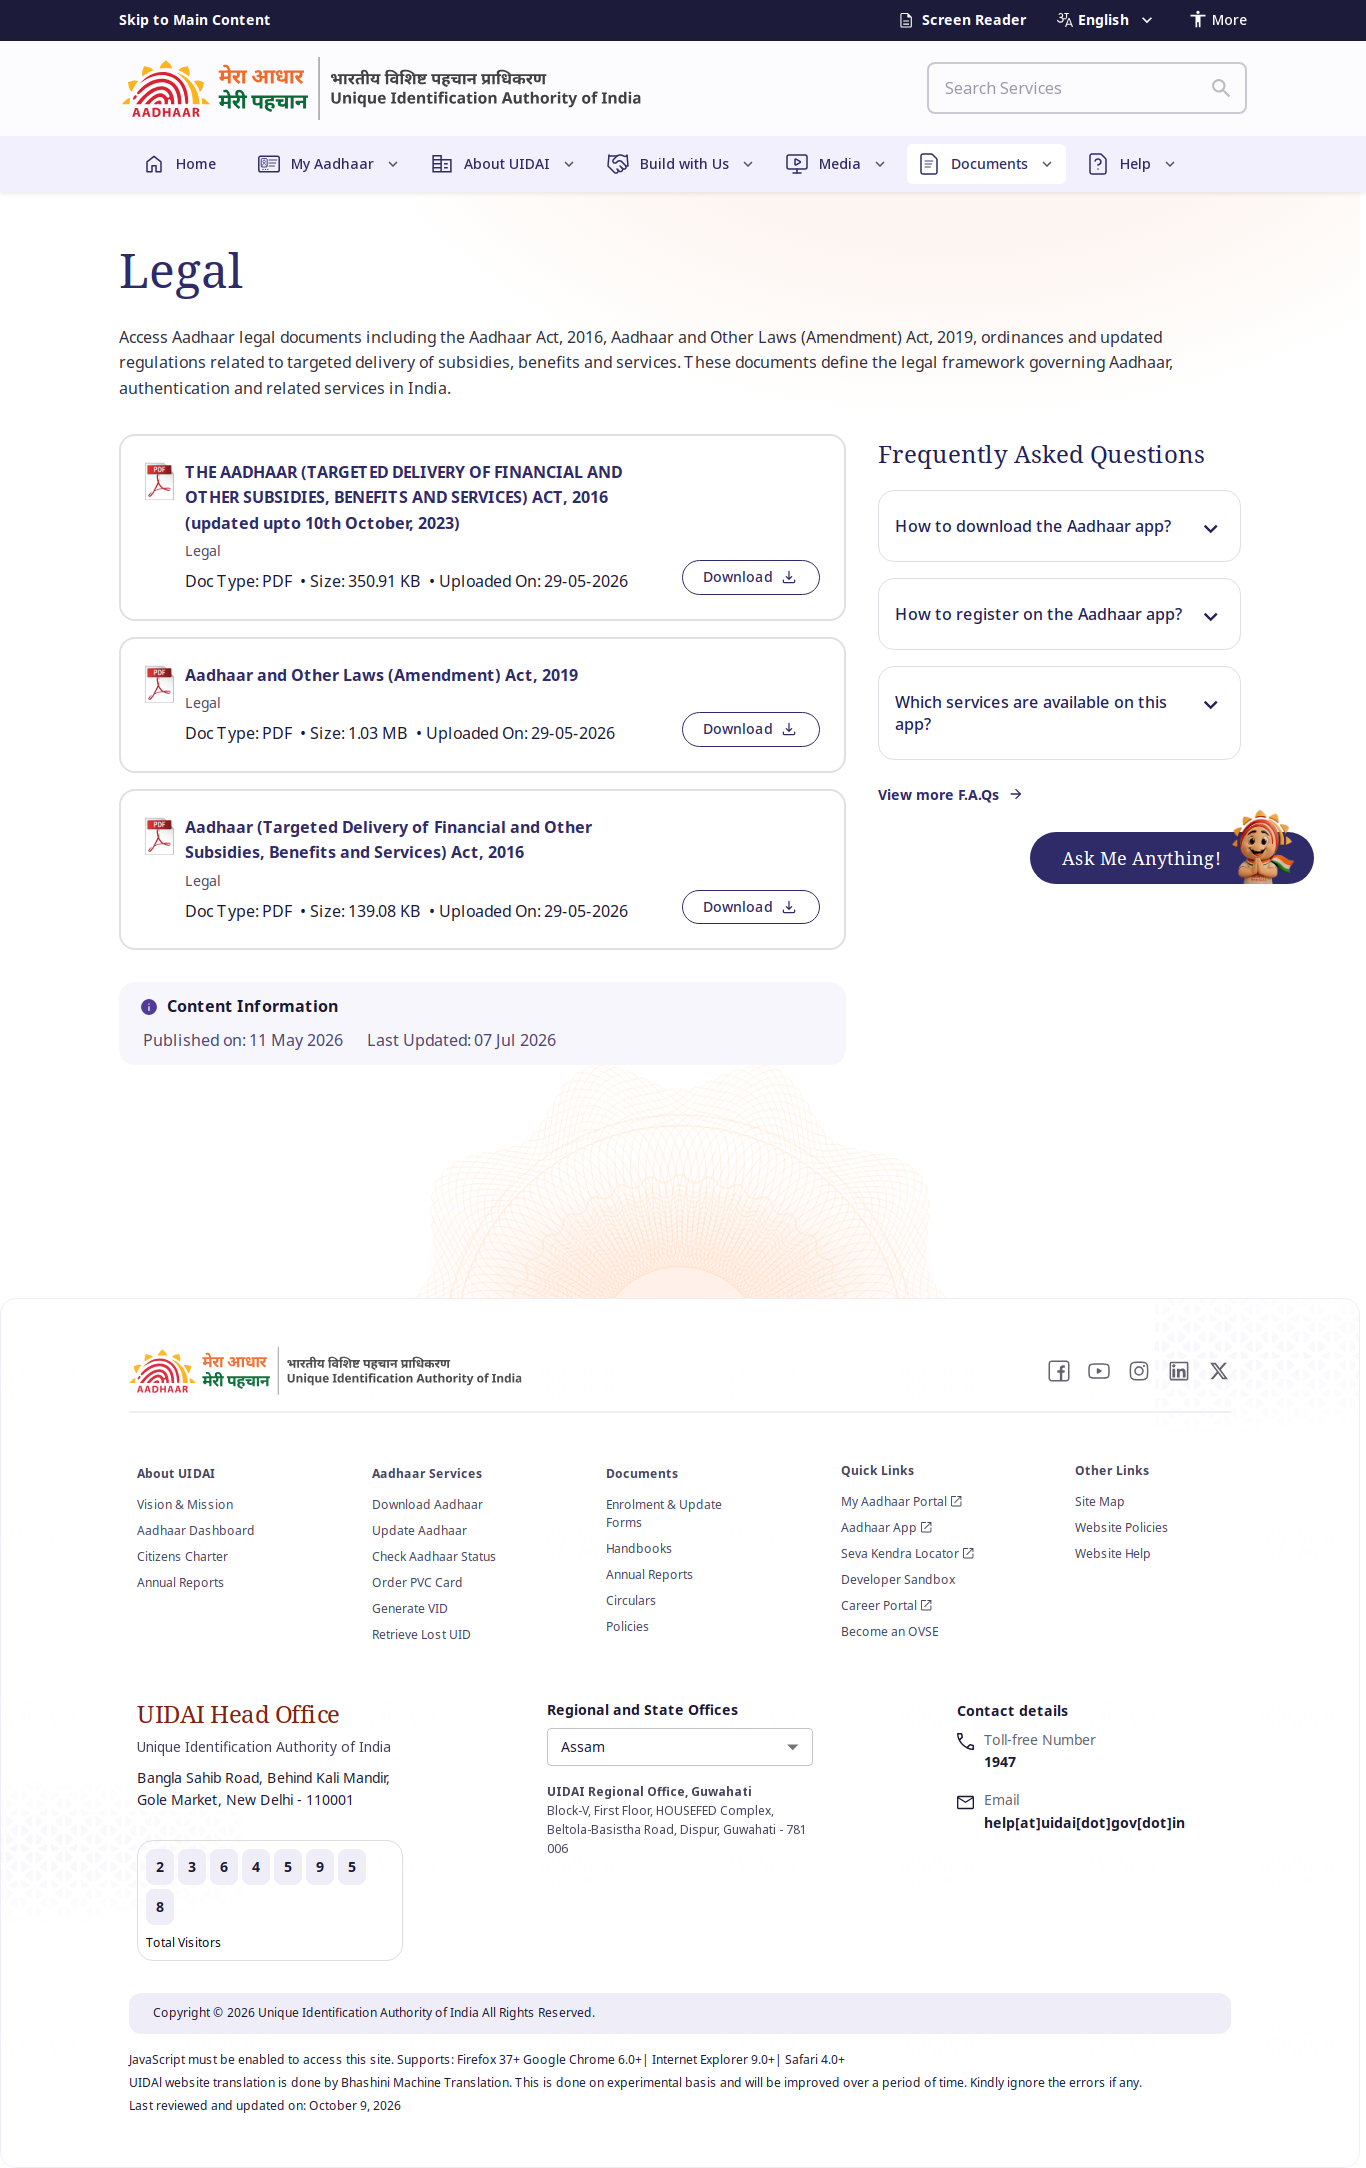 Skip to Main Content
Screen Reader
English
More
मेरा आधार
मेरी पहचान
AADHAAR
भारतीय विशिष्ट पहचान प्राधिकरण
Unique Identification Authority of India
Search Services
Home
My Aadhaar
About UIDAI
Build with Us
Media
Documents
Help
Legal
Access Aadhaar legal documents including the Aadhaar Act, 2016, Aadhaar and Other Laws (Amendment) Act, 2019, ordinances and updated
regulations related to targeted delivery of subsidies, benefits and services. These documents define the legal framework governing Aadhaar,
authentication and related services in India.
PDF
THE AADHAAR (TARGETED DELIVERY OF FINANCIAL AND
OTHER SUBSIDIES, BENEFITS AND SERVICES) ACT, 2016
(updated upto 10th October, 2023)
Legal
Doc Type: PDF • Size: 350.91 KB • Uploaded On: 29-05-2026
Download
PDF
Aadhaar and Other Laws (Amendment) Act, 2019
Legal
Doc Type: PDF • Size: 1.03 MB • Uploaded On: 29-05-2026
Download
PDF
Aadhaar (Targeted Delivery of Financial and Other
Subsidies, Benefits and Services) Act, 2016
Legal
Doc Type: PDF • Size: 139.08 KB • Uploaded On: 29-05-2026
Download
Content Information
Published on: 11 May 2026 Last Updated: 07 Jul 2026
Frequently Asked Questions
How to download the Aadhaar app?
How to register on the Aadhaar app?
Which services are available on this
app?
View more F.A.Qs
Ask Me Anything!
मेरा आधार
मेरी पहचान
AADHAAR
भारतीय विशिष्ट पहचान प्राधिकरण
Unique Identification Authority of India
About UIDAI
Vision & Mission
Aadhaar Dashboard
Citizens Charter
Annual Reports
Aadhaar Services
Download Aadhaar
Update Aadhaar
Check Aadhaar Status
Order PVC Card
Generate VID
Retrieve Lost UID
Documents
Enrolment & Update
Forms
Handbooks
Annual Reports
Circulars
Policies
Quick Links
My Aadhaar Portal
Aadhaar App
Seva Kendra Locator
Developer Sandbox
Career Portal
Become an OVSE
Other Links
Site Map
Website Policies
Website Help
UIDAI Head Office
Unique Identification Authority of India
Bangla Sahib Road, Behind Kali Mandir,
Gole Market, New Delhi - 110001
2 3 6 4 5 9 5
8
Total Visitors
Regional and State Offices
Assam
UIDAI Regional Office, Guwahati
Block-V, First Floor, HOUSEFED Complex,
Beltola-Basistha Road, Dispur, Guwahati - 781
006
Contact details
Toll-free Number
1947
Email
help[at]uidai[dot]gov[dot]in
Copyright © 2026 Unique Identification Authority of India All Rights Reserved.
JavaScript must be enabled to access this site. Supports: Firefox 37+ Google Chrome 6.0+| Internet Explorer 9.0+| Safari 4.0+
UIDAI website translation is done by Bhashini Machine Translation. This is done on experimental basis and will be improved over a period of time. Kindly ignore the errors if any.
Last reviewed and updated on: October 9, 2026